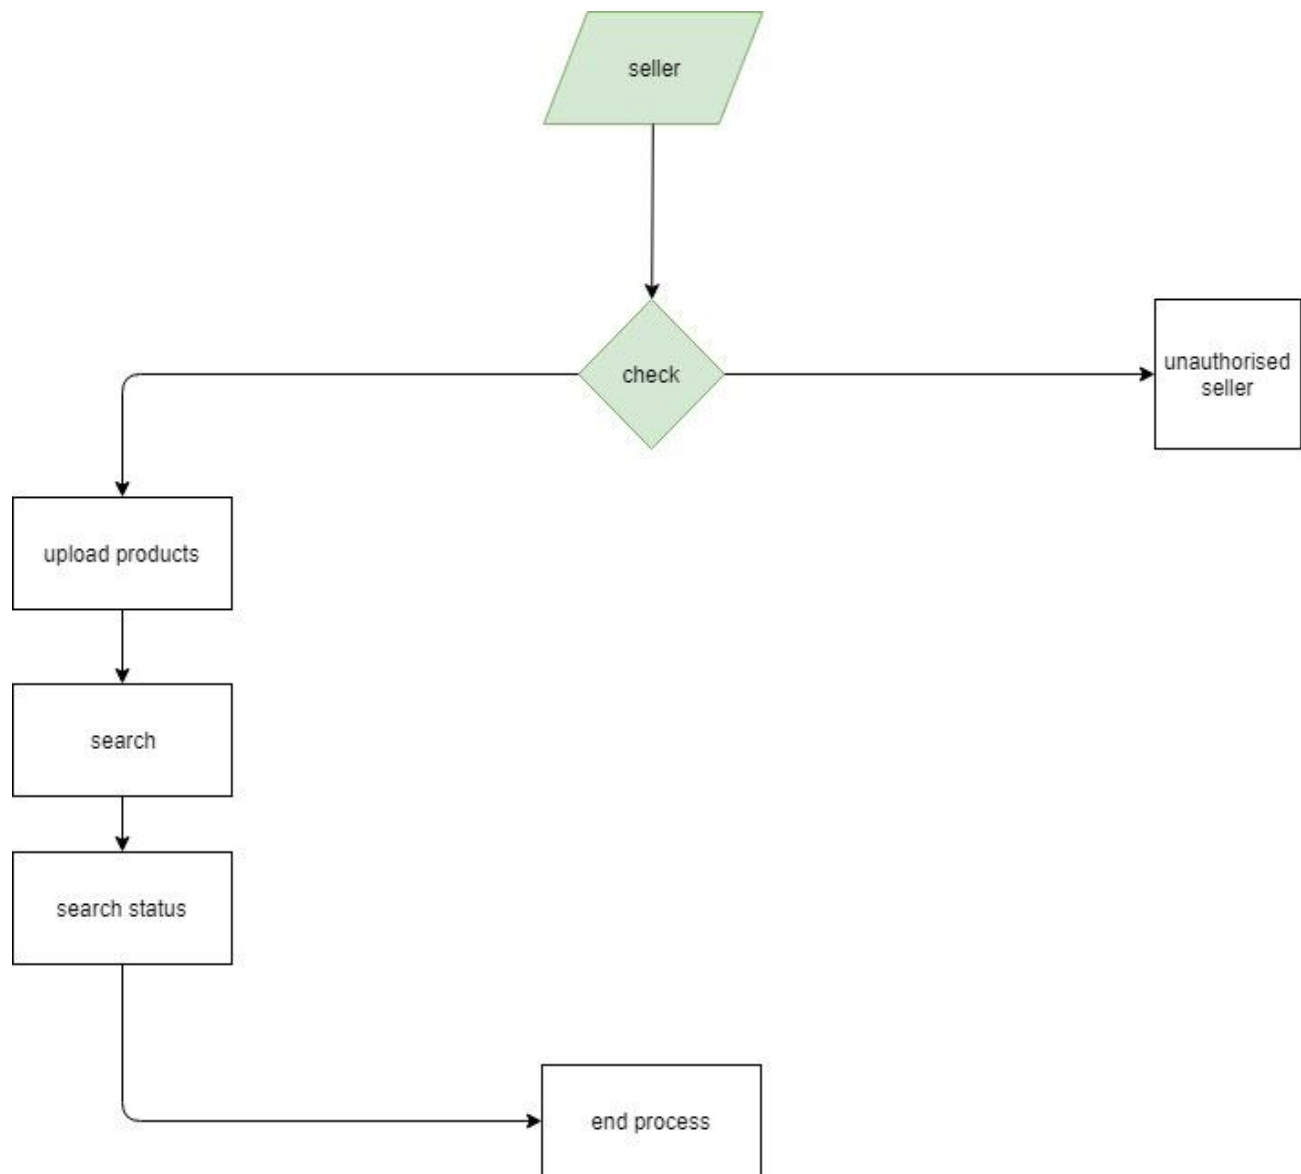 seller
check
unauthorised
seller
upload products
search
search status
end process